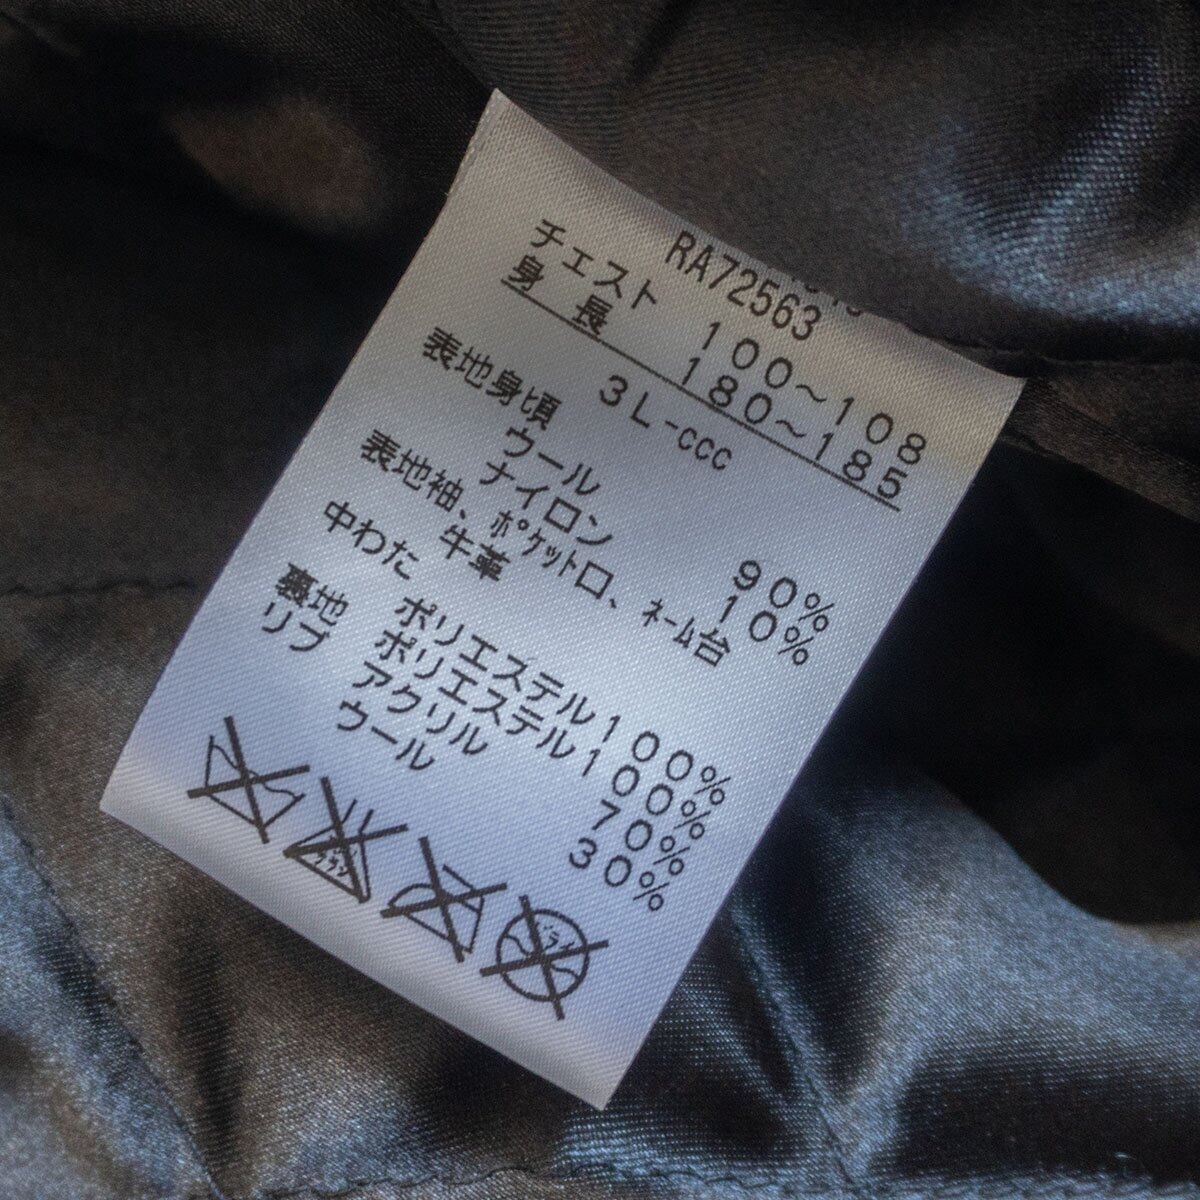 RA72563
チェスト 100〜108
身長 180〜185
3L-ccc
表地身頃
ウール 90%
ナイロン 10%
表地袖、ポケット口、ネーム台
牛革
中わた ポリエステル100%
裏地 ポリエステル100%
リブ アクリル 70%
ウール 30%